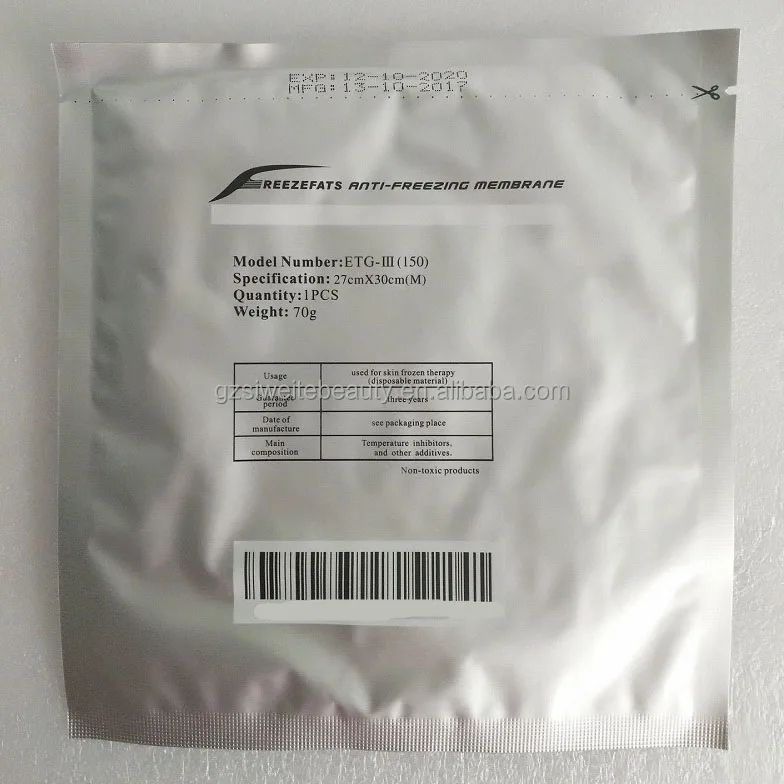 EXP: 12-10-2020
MFG: 13-10-2017
FREEZEFATS ANTI-FREEZING MEMBRANE
Model Number:ETG-III(150)
Specification: 27cmX30cm(M)
Quantity:1PCS
Weight: 70g
Usage
used for skin frozen therapy
(disposable material)
gzsiweitebeauty.en.alibaba.com
period
three years
Date of
manufacture
see packaging place
Main
composition
Temperature inhibitors,
and other additives.
Non-toxic products